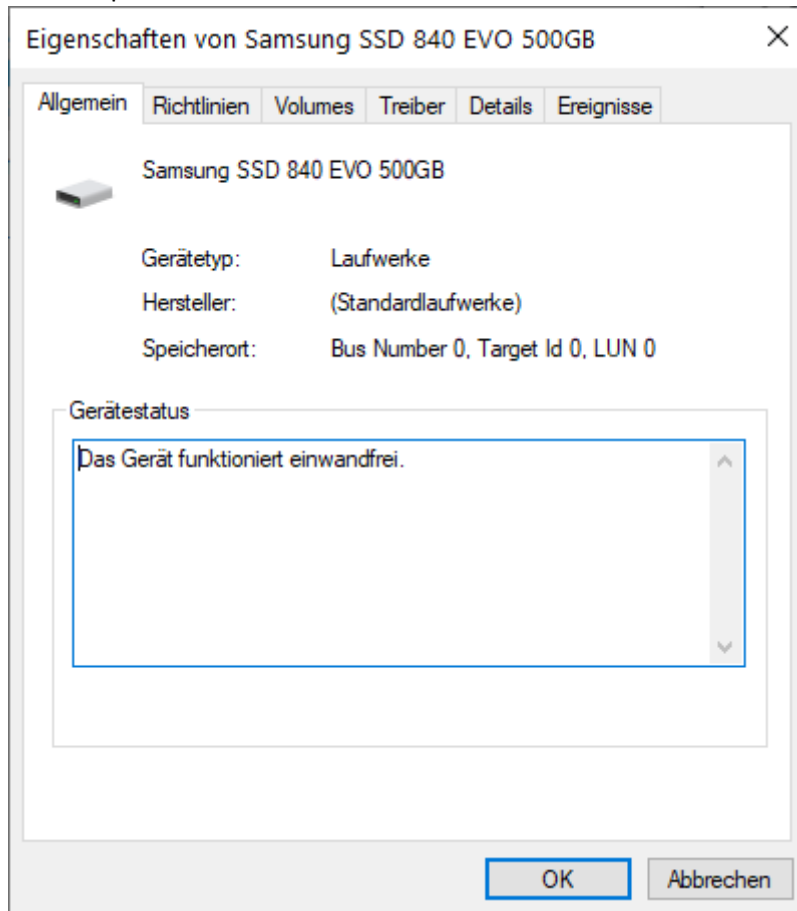 Eigenschaften von Samsung SSD 840 EVO 500GB
Allgemein Richtlinien Volumes Treiber Details Ereignisse
Samsung SSD 840 EVO 500GB
Gerätetyp: Laufwerke
Hersteller: (Standardlaufwerke)
Speicherort: Bus Number 0, Target Id 0, LUN 0
Gerätestatus
Das Gerät funktioniert einwandfrei.
OK Abbrechen